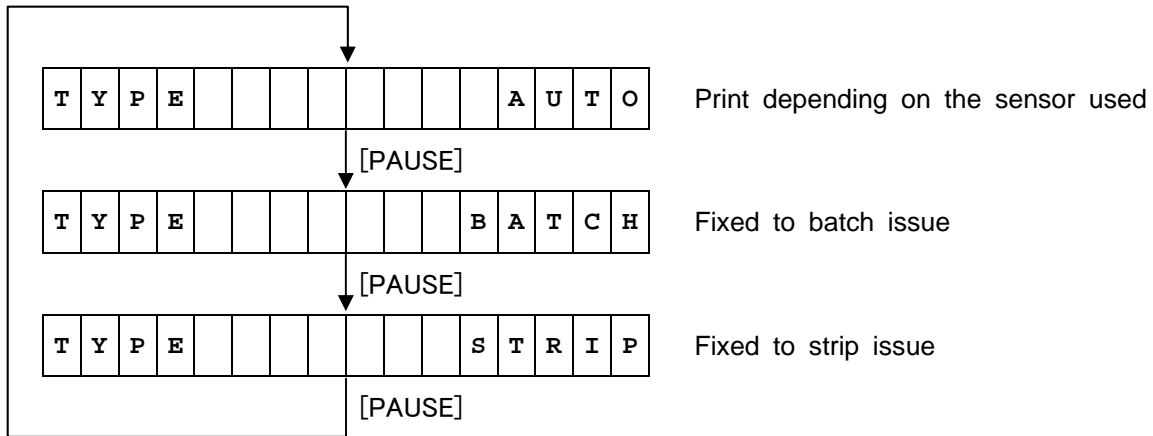 TYPE AUTO Print depending on the sensor used
[PAUSE]
TYPE BATCH Fixed to batch issue
[PAUSE]
TYPE STRIP Fixed to strip issue
[PAUSE]